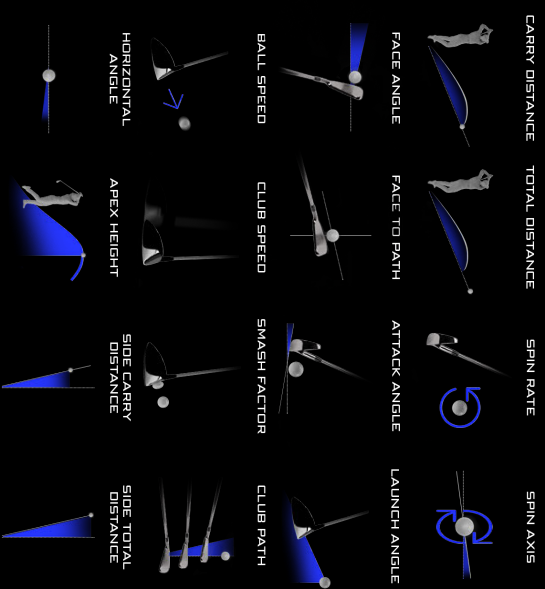 CARRY DISTANCE
TOTAL DISTANCE
SPIN RATE
SPIN AXIS
FACE ANGLE
FACE TO PATH
ATTACK ANGLE
LAUNCH ANGLE
BALL SPEED
CLUB SPEED
SMASH FACTOR
CLUB PATH
HORIZONTAL
ANGLE
APEX HEIGHT
SIDE CARRY
DISTANCE
SIDE TOTAL
DISTANCE